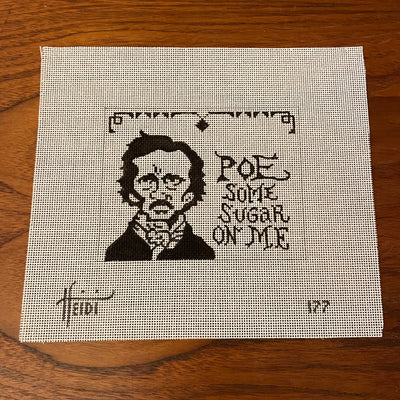 POE
SOME
SUGAR
ON ME
HEIDI
177